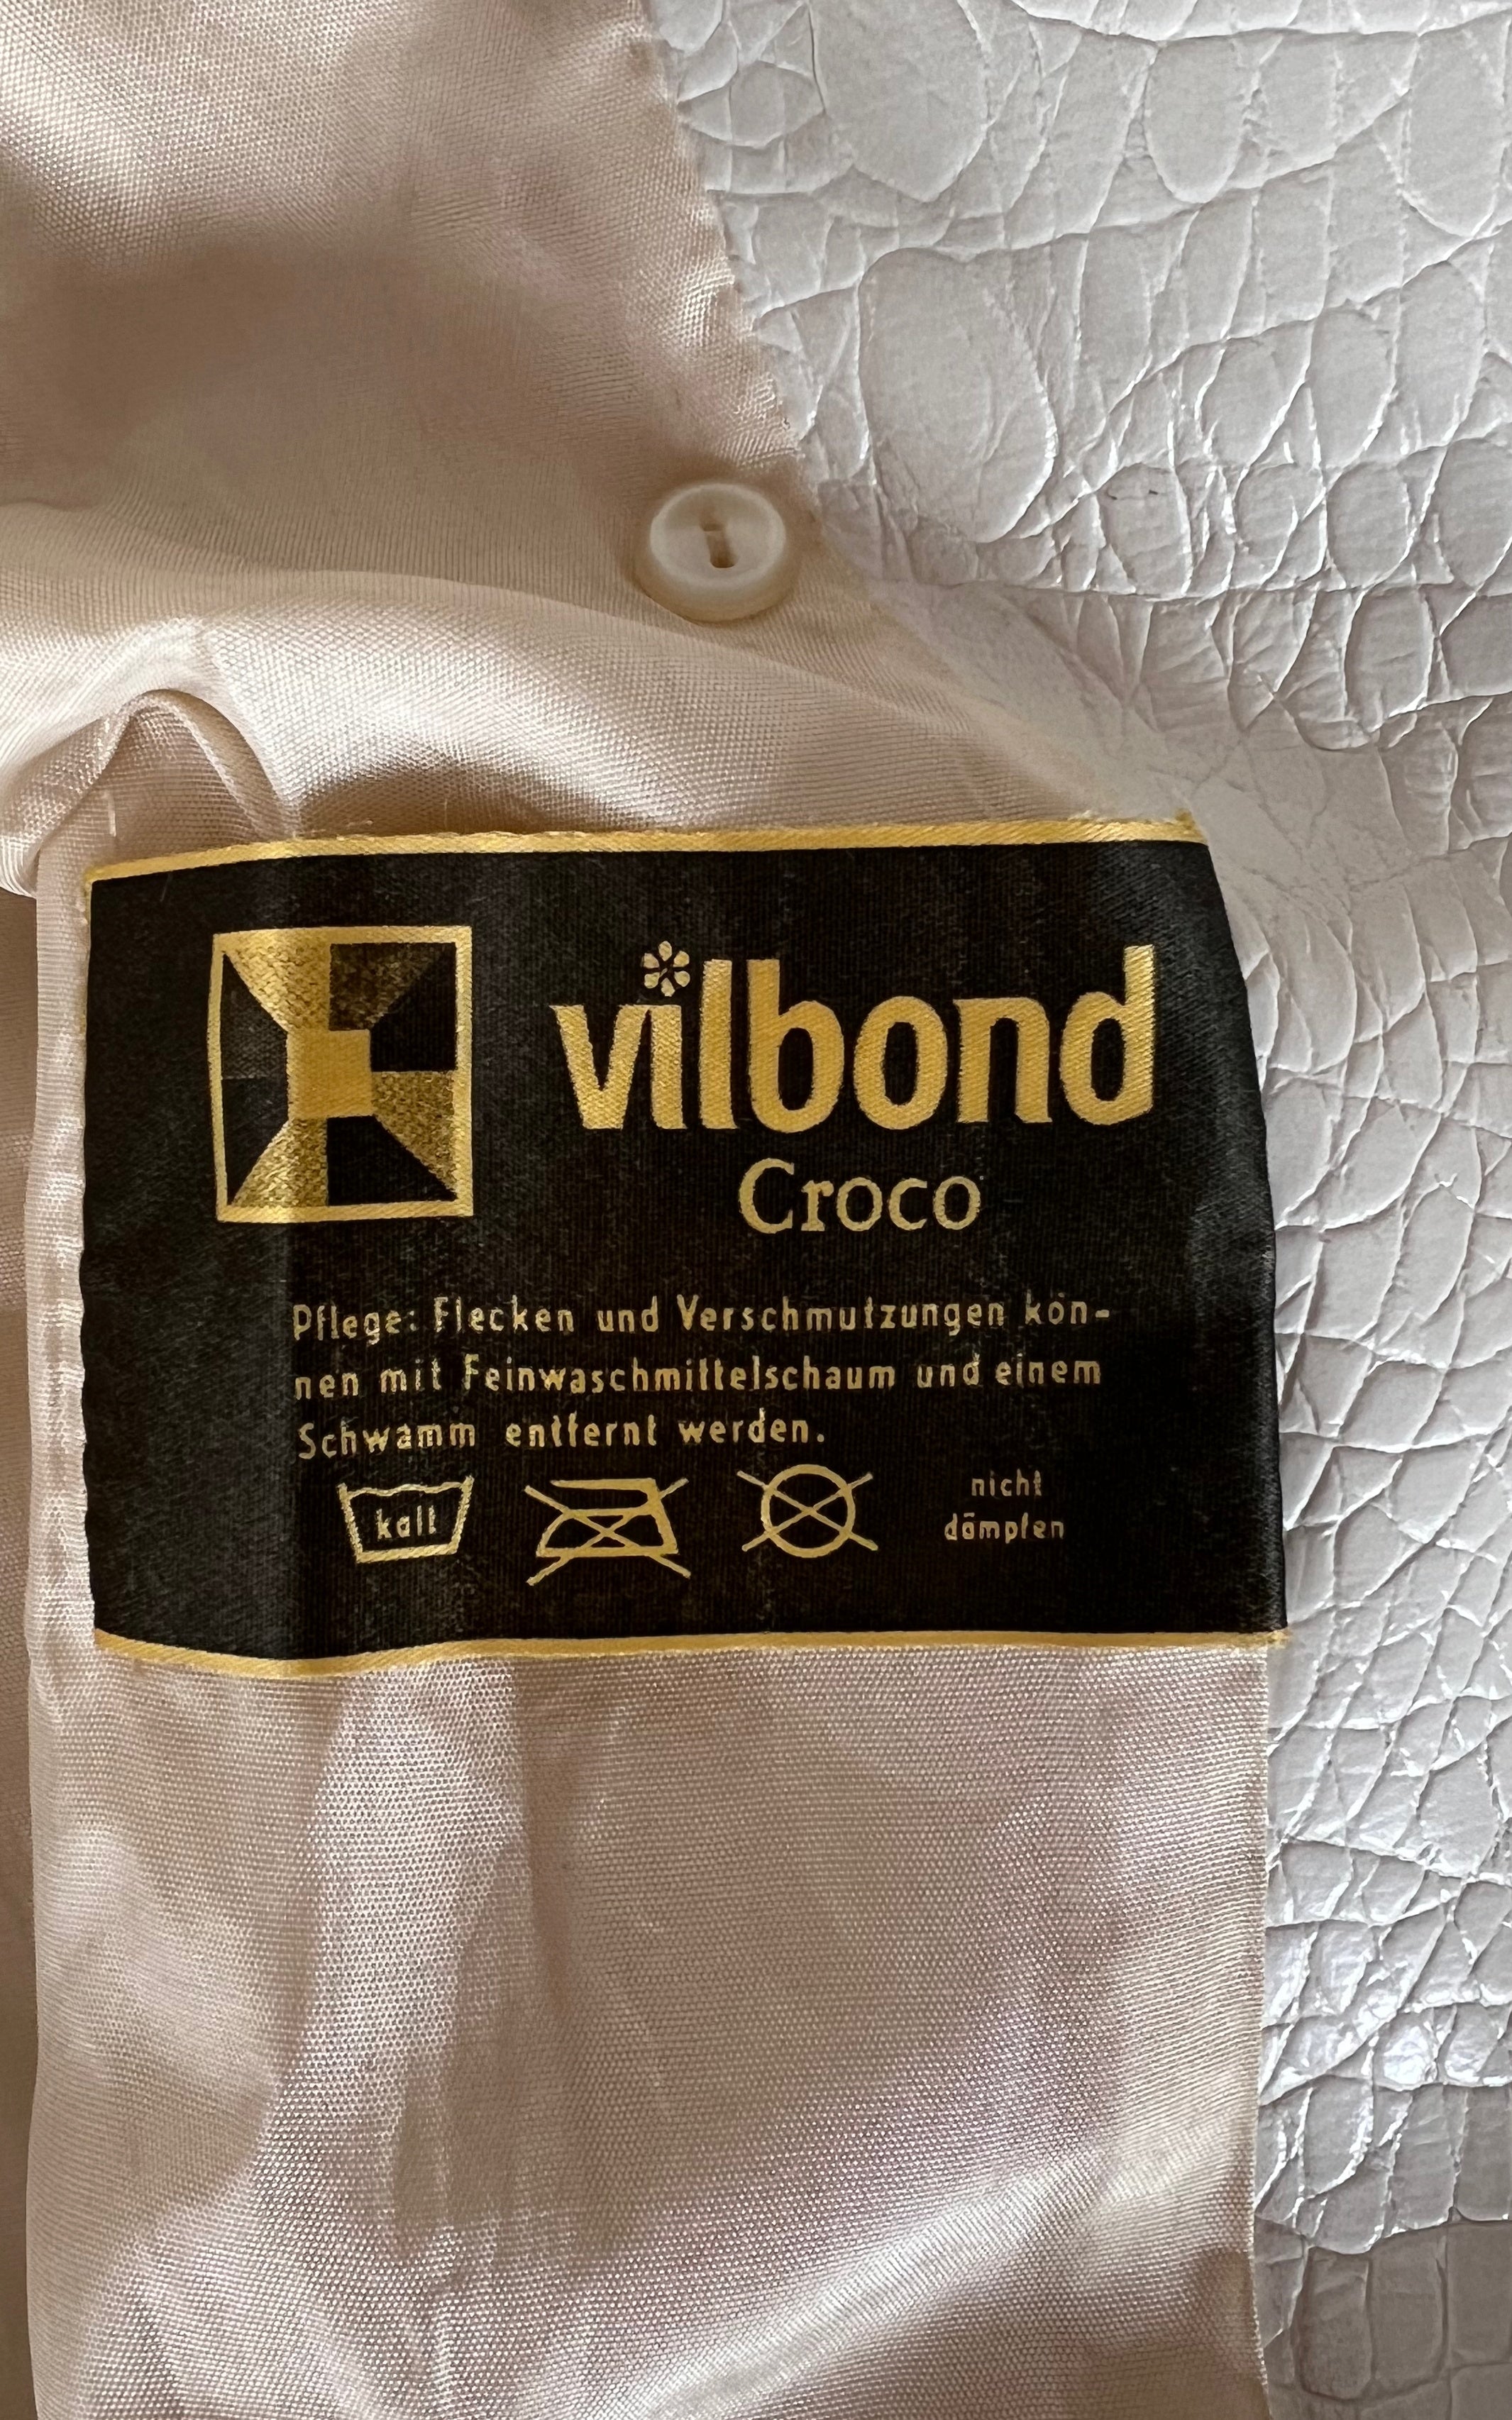 vilbond
Croco
Pflege: Flecken und Verschmutzungen kön-
nen mit Feinwaschmittelschaum und einem
Schwamm entfernt werden.
kalt
nicht
dämpfen